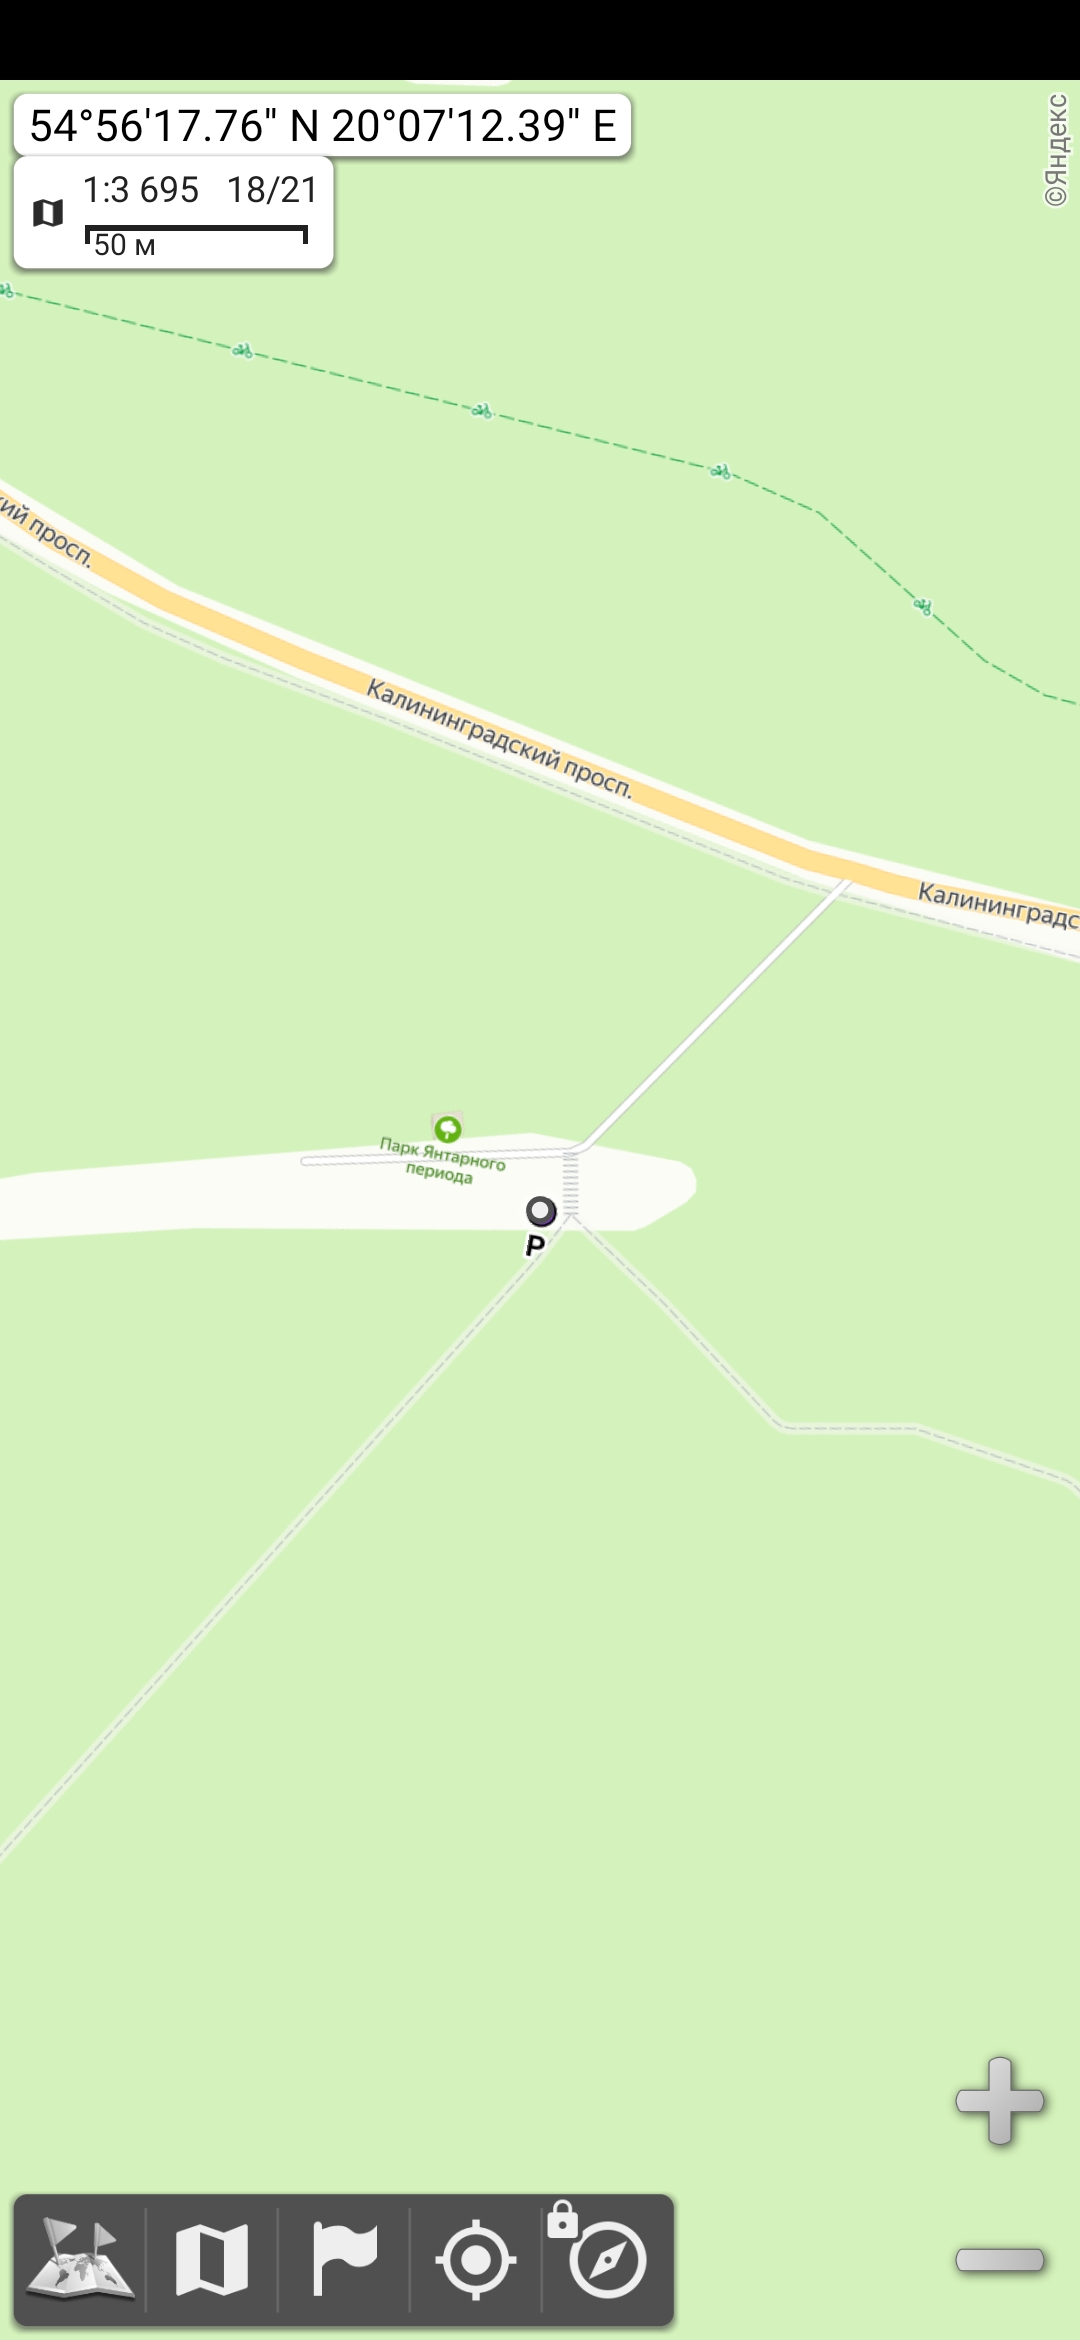 54°56'17.76" N 20°07'12.39" E
©Яндекс
1:3 695 18/21
50 м
кий просп.
Калининградский просп.
Калининградс
Парк Янтарного
периода
P